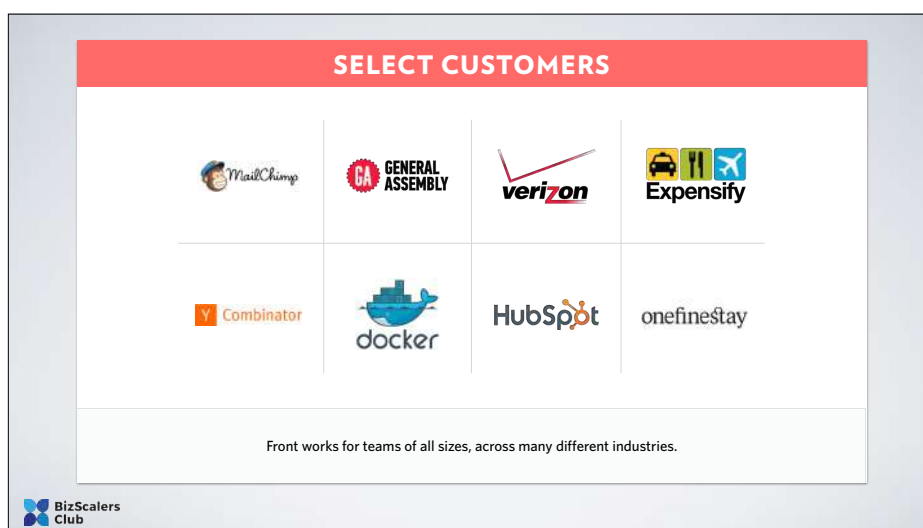 SELECT CUSTOMERS
MailChimp
GA GENERAL
ASSEMBLY
verizon
Expensify
Y Combinator
docker
HubSpot
onefinestay
Front works for teams of all sizes, across many different industries.
BizScalers
Club